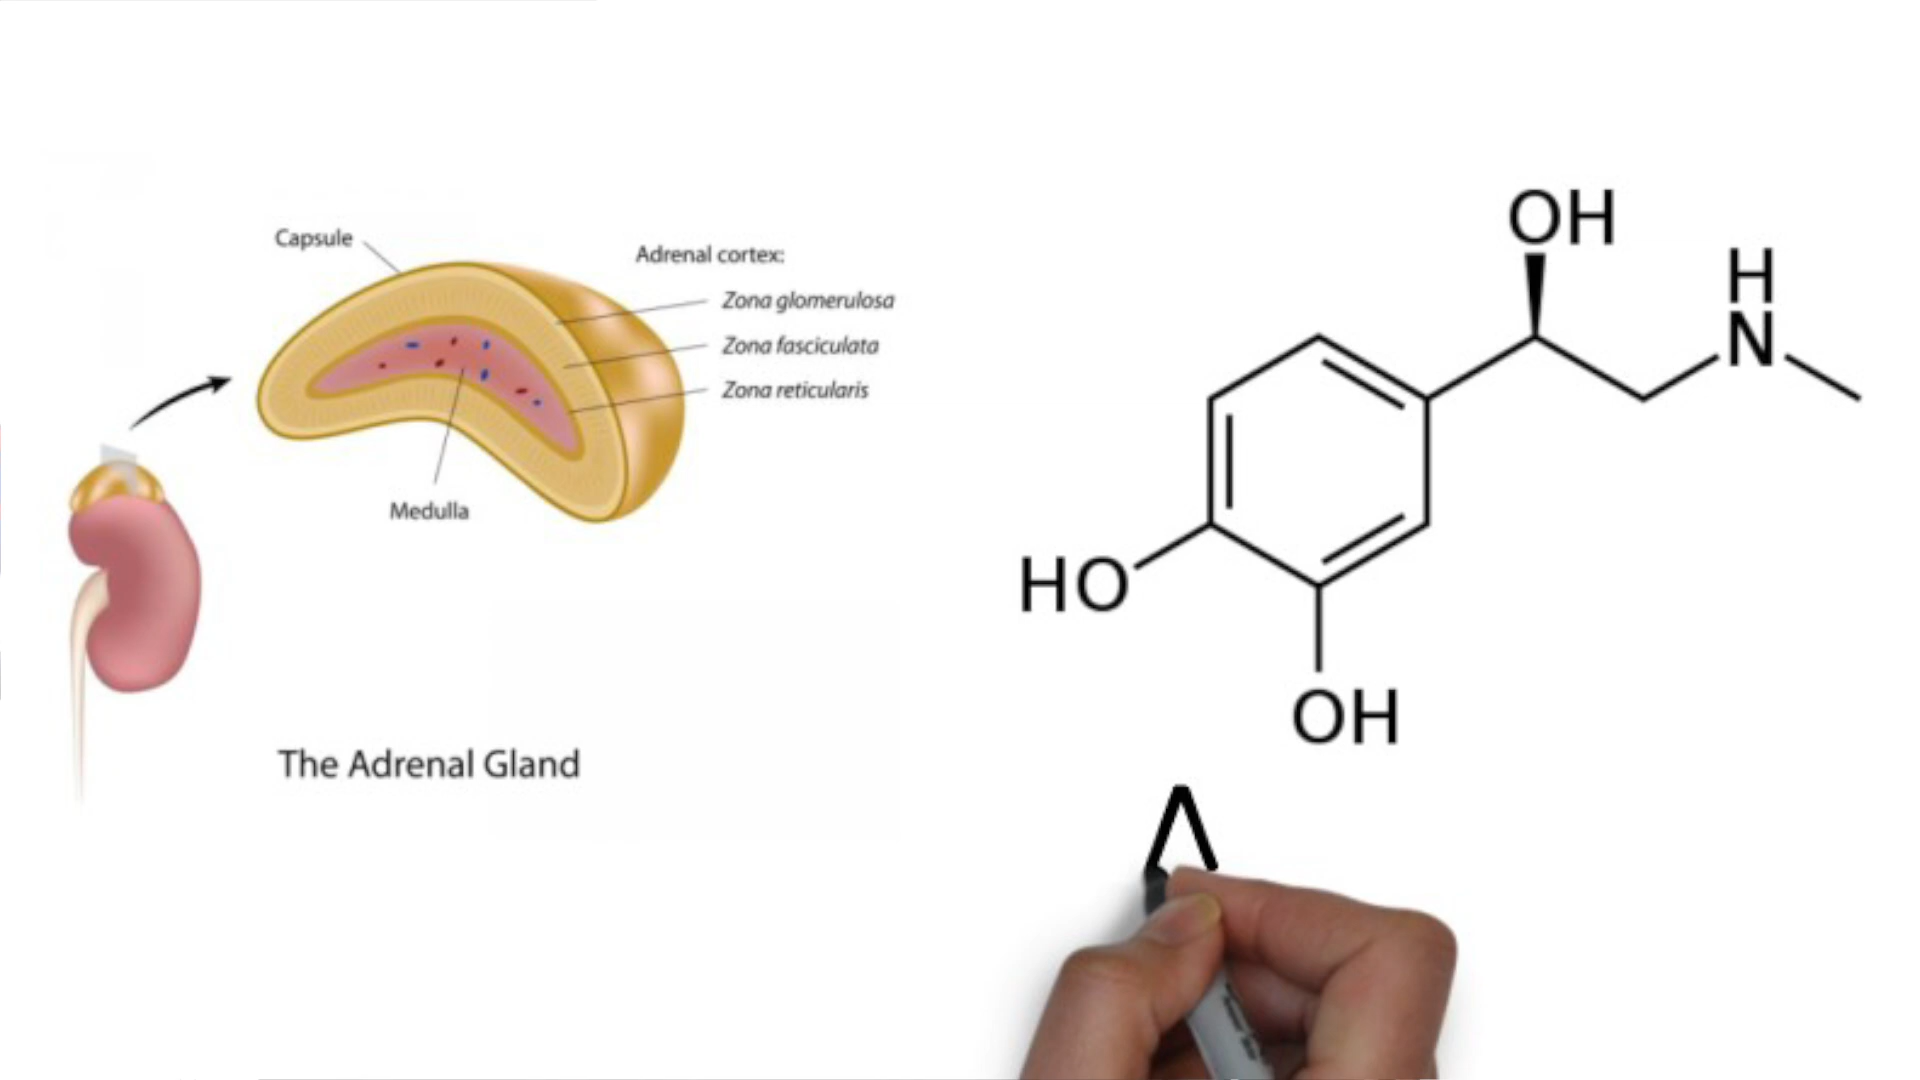 Capsule
Adrenal cortex:
Zona glomerulosa
Zona fasciculata
Zona reticularis
Medulla
The Adrenal Gland
OH
H
N
HO
OH